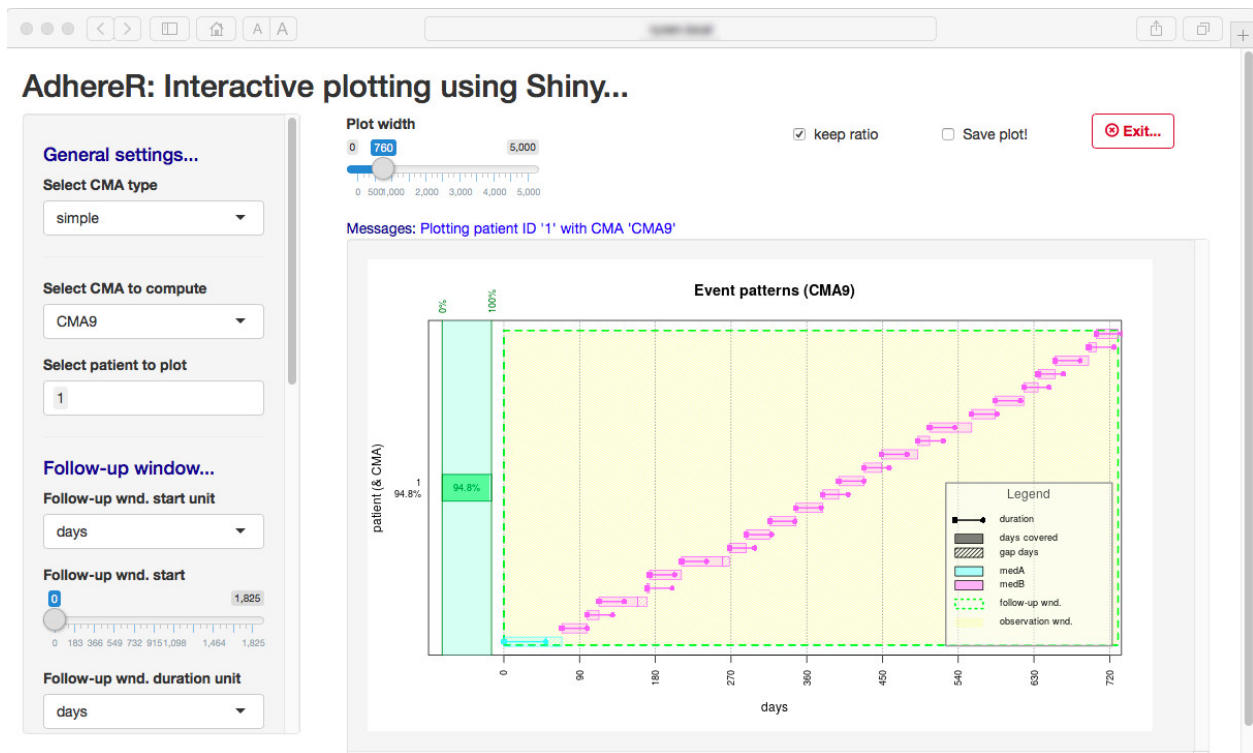 A A
+
AdhereR: Interactive plotting using Shiny...
General settings...
Select CMA type
simple
Select CMA to compute
CMA9
Select patient to plot
1
Follow-up window...
Follow-up wnd. start unit
days
Follow-up wnd. start
0 1,825
0 183 366 549 732 915 1,098 1,464 1,825
Follow-up wnd. duration unit
days
Plot width
0 760 5,000
0 500 1,000 2,000 3,000 4,000 5,000
keep ratio
Save plot!
Exit...
Messages: Plotting patient ID '1' with CMA 'CMA9'
Event patterns (CMA9)
0% 100%
patient (& CMA)
1
94.8%
94.8%
Legend
duration
days covered
gap days
medA
medB
follow-up wnd.
observation wnd.
0 90 180 270 360 450 540 630 720
days